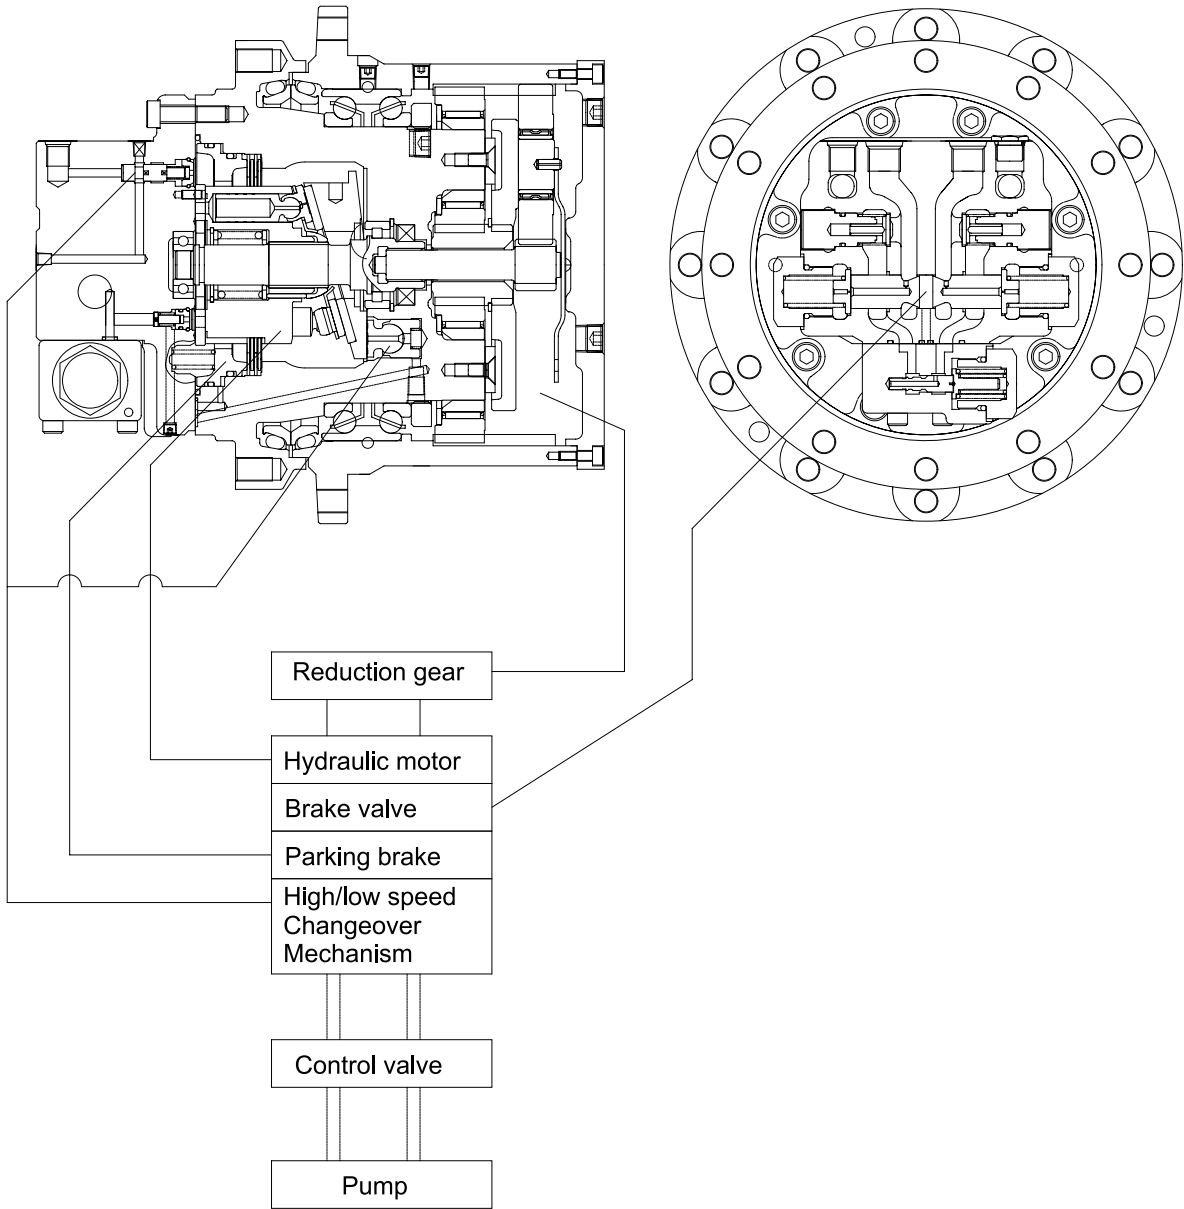 Reduction gear
Hydraulic motor
Brake valve
Parking brake
High/low speed
Changeover
Mechanism
Control valve
Pump